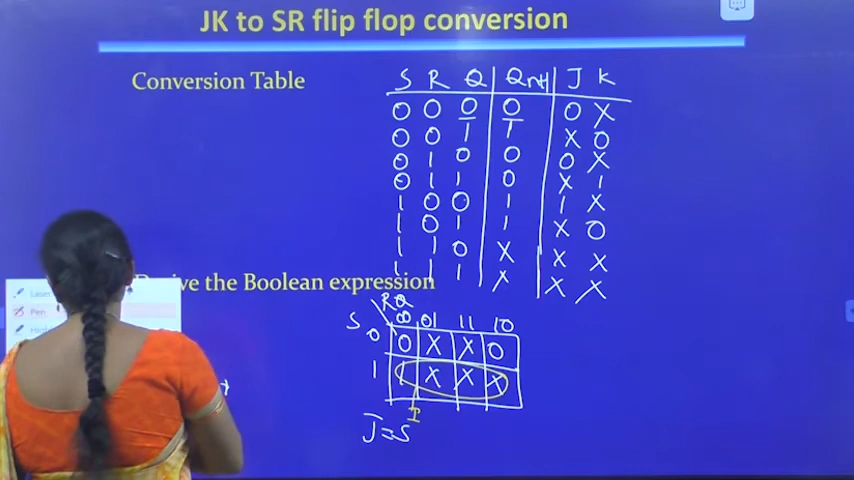 JK to SR flip flop conversion
Conversion Table
S R Q Qn+1 J K
0 0 0 0 0 X
0 0 1 1 X 0
0 1 0 0 0 X
0 1 1 0 X 1
1 0 0 1 1 X
1 0 1 1 X 0
1 1 0 X X X
1 1 1 X X X
Derive the Boolean expression
Laser
Pen
RQ
S 00 01 11 10
0 0 X X 0
1 1 X X X
I
J=S